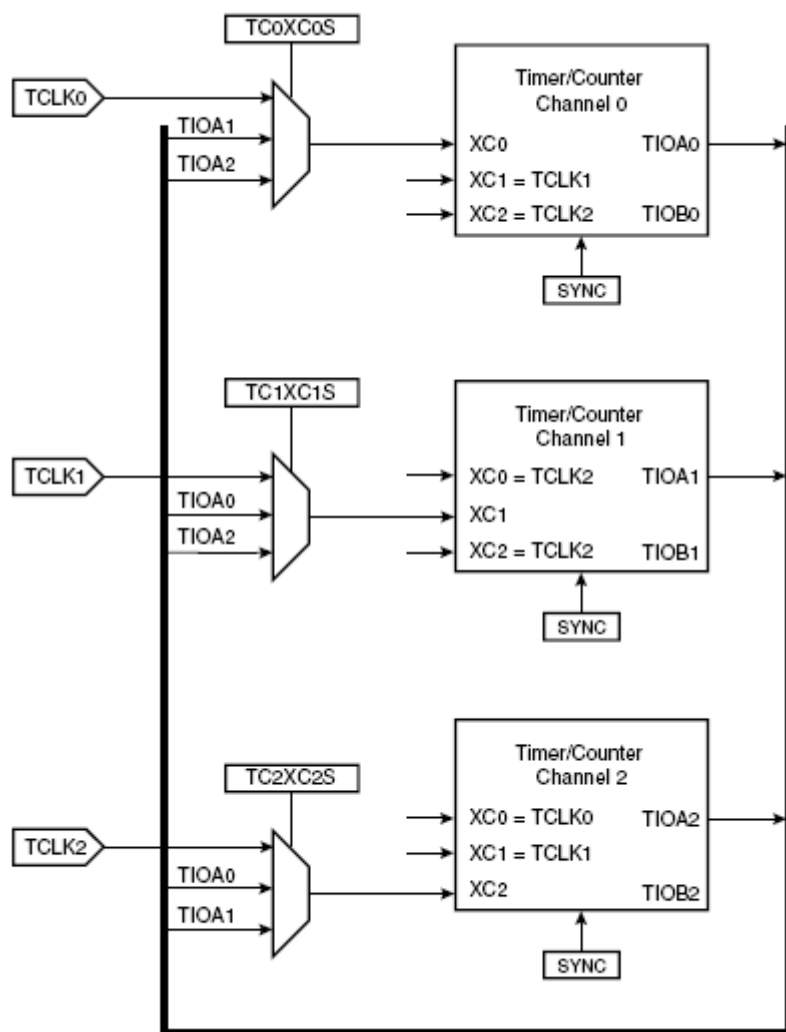 TC0XC0S
Timer/Counter
Channel 0
TCLK0
TIOA1
XC0
TIOA0
TIOA2
XC1 = TCLK1
XC2 = TCLK2
TIOB0
SYNC
TC1XC1S
Timer/Counter
Channel 1
TCLK1
XC0 = TCLK2
TIOA1
TIOA0
XC1
TIOA2
XC2 = TCLK2
TIOB1
SYNC
TC2XC2S
Timer/Counter
Channel 2
XC0 = TCLK0
TIOA2
TCLK2
XC1 = TCLK1
TIOA0
XC2
TIOB2
TIOA1
SYNC